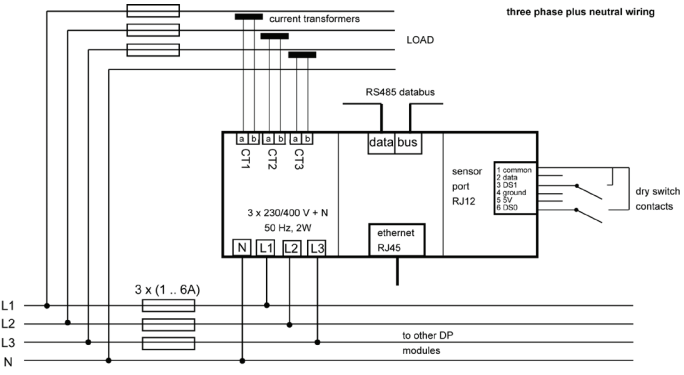 three phase plus neutral wiring
current transformers
LOAD
RS485 databus
a b a b a b
data bus
CT1
CT2
CT3
sensor
port
RJ12
1 common
2 data
3 DS1
4 ground
5 5V
6 DS0
dry switch
contacts
3 x 230/400 V + N
50 Hz, 2W
ethernet
RJ45
N L1 L2 L3
3 x (1 .. 6A)
L1
L2
L3
N
to other DP
modules